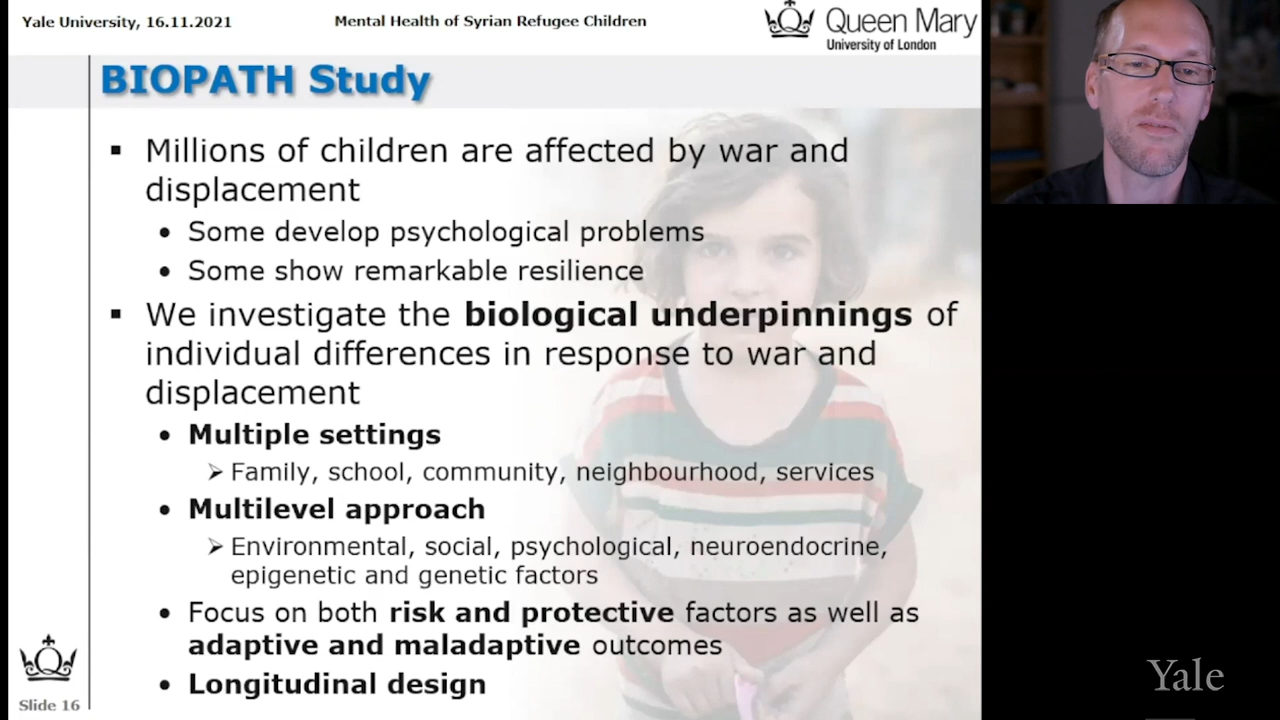 Yale University, 16.11.2021
Mental Health of Syrian Refugee Children
Queen Mary
University of London
BIOPATH Study
▪ Millions of children are affected by war and
displacement
• Some develop psychological problems
• Some show remarkable resilience
▪ We investigate the biological underpinnings of
individual differences in response to war and
displacement
• Multiple settings
➢ Family, school, community, neighbourhood, services
• Multilevel approach
➢ Environmental, social, psychological, neuroendocrine,
epigenetic and genetic factors
• Focus on both risk and protective factors as well as
adaptive and maladaptive outcomes
• Longitudinal design
Slide 16
Yale